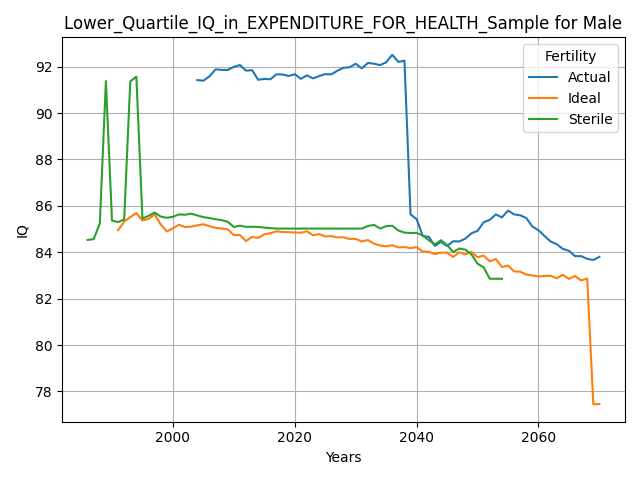 Lower_Quartile_IQ_in_EXPENDITURE_FOR_HEALTH_Sample for Male
Fertility
Actual
Ideal
Sterile
IQ
92
90
88
86
84
82
80
78
2000
2020
2040
2060
Years